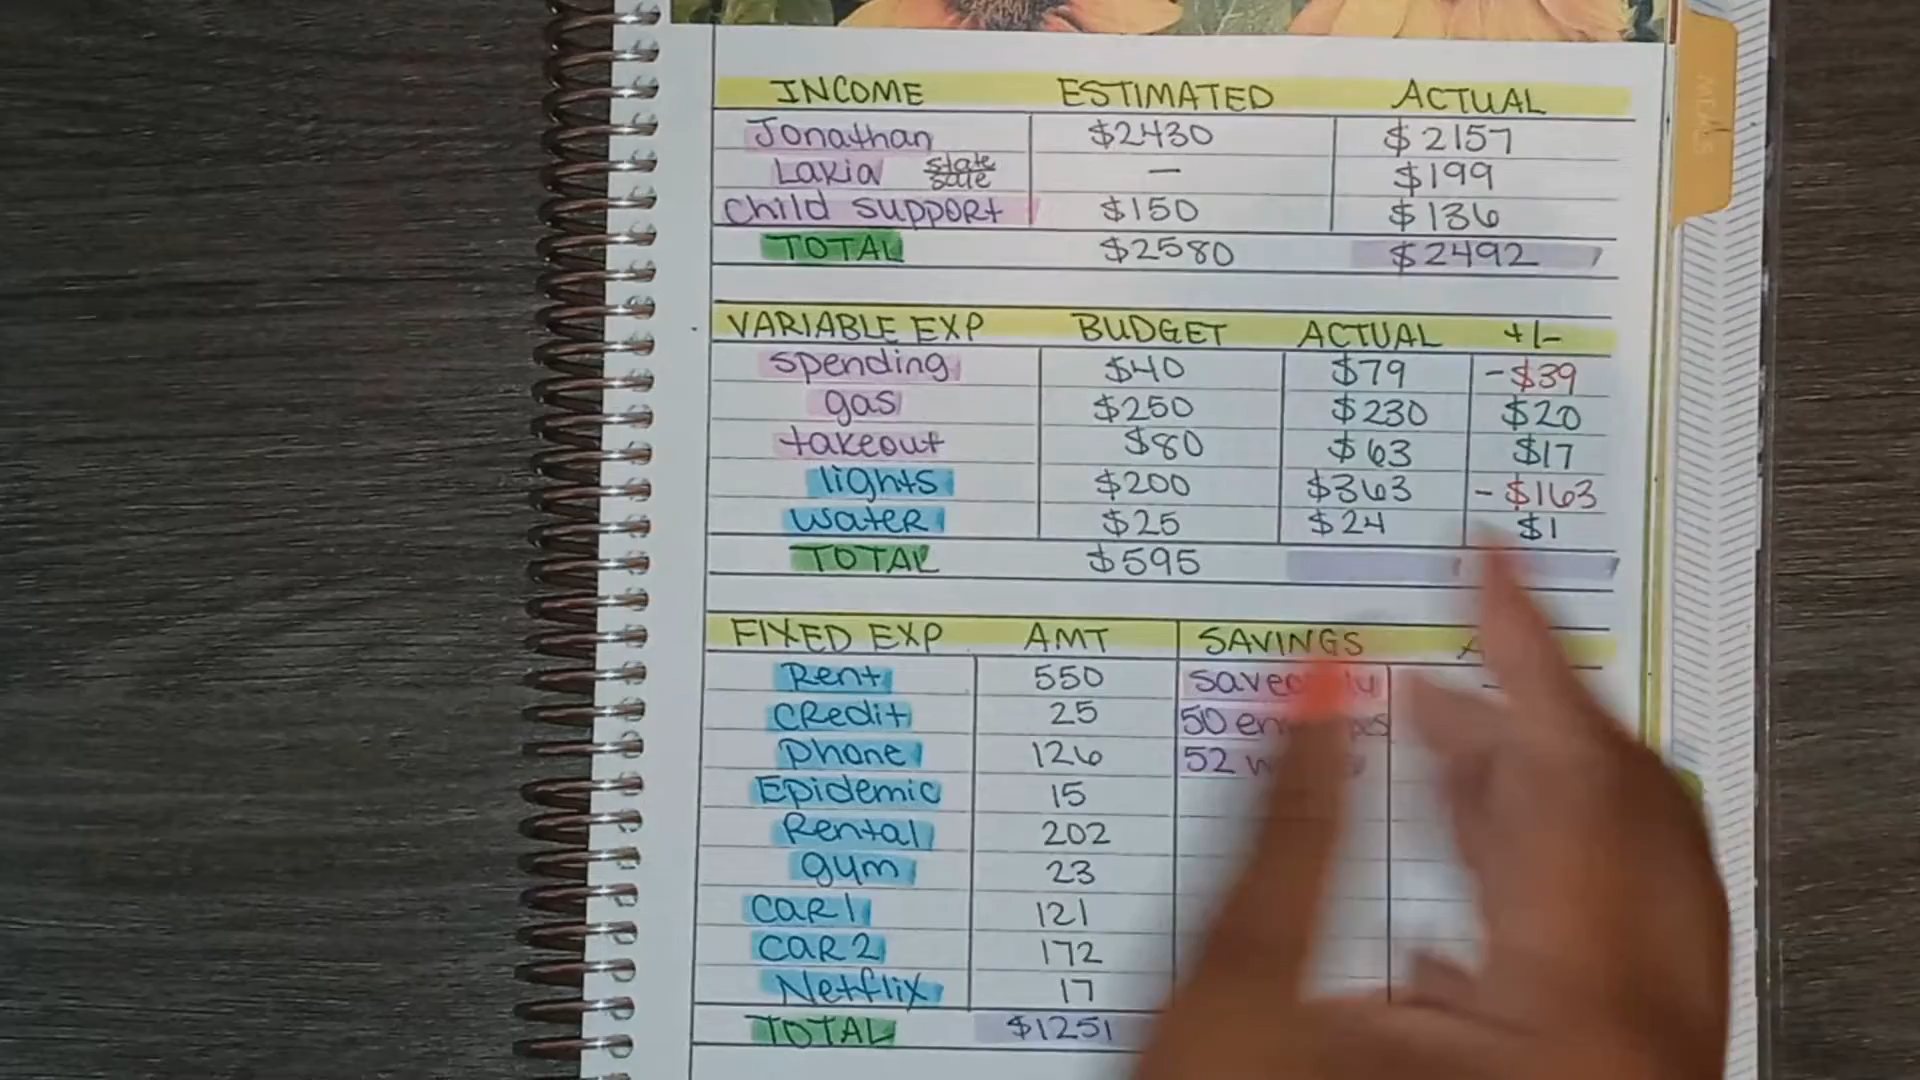 INCOME ESTIMATED ACTUAL
Jonathan $2430 $2157
Lakia state — $199
Child support $150 $136
TOTAL $2580 $2492
VARIABLE EXP BUDGET ACTUAL +/-
spending $40 $79 -$39
gas $250 $230 $20
takeout $80 $63 $17
lights $200 $363 -$163
water $25 $24 $1
TOTAL $595
FIXED EXP AMT SAVINGS
Rent 550
Credit 25 50
Phone 126 52
Epidemic 15
Rental 202
gym 23
Car 1 121
Car 2 172
Netflix 17
TOTAL $1251